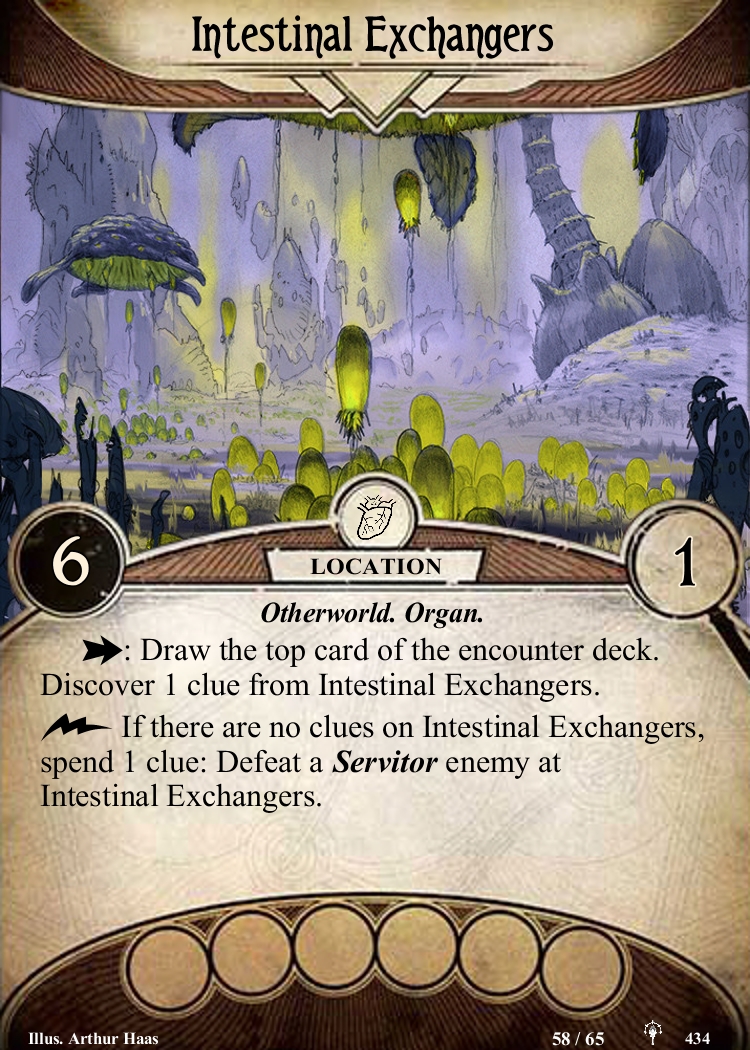 Intestinal Exchangers
6
LOCATION
1
Otherworld. Organ.
: Draw the top card of the encounter deck.
Discover 1 clue from Intestinal Exchangers.
If there are no clues on Intestinal Exchangers,
spend 1 clue: Defeat a Servitor enemy at
Intestinal Exchangers.
Illus. Arthur Haas
58 / 65
434